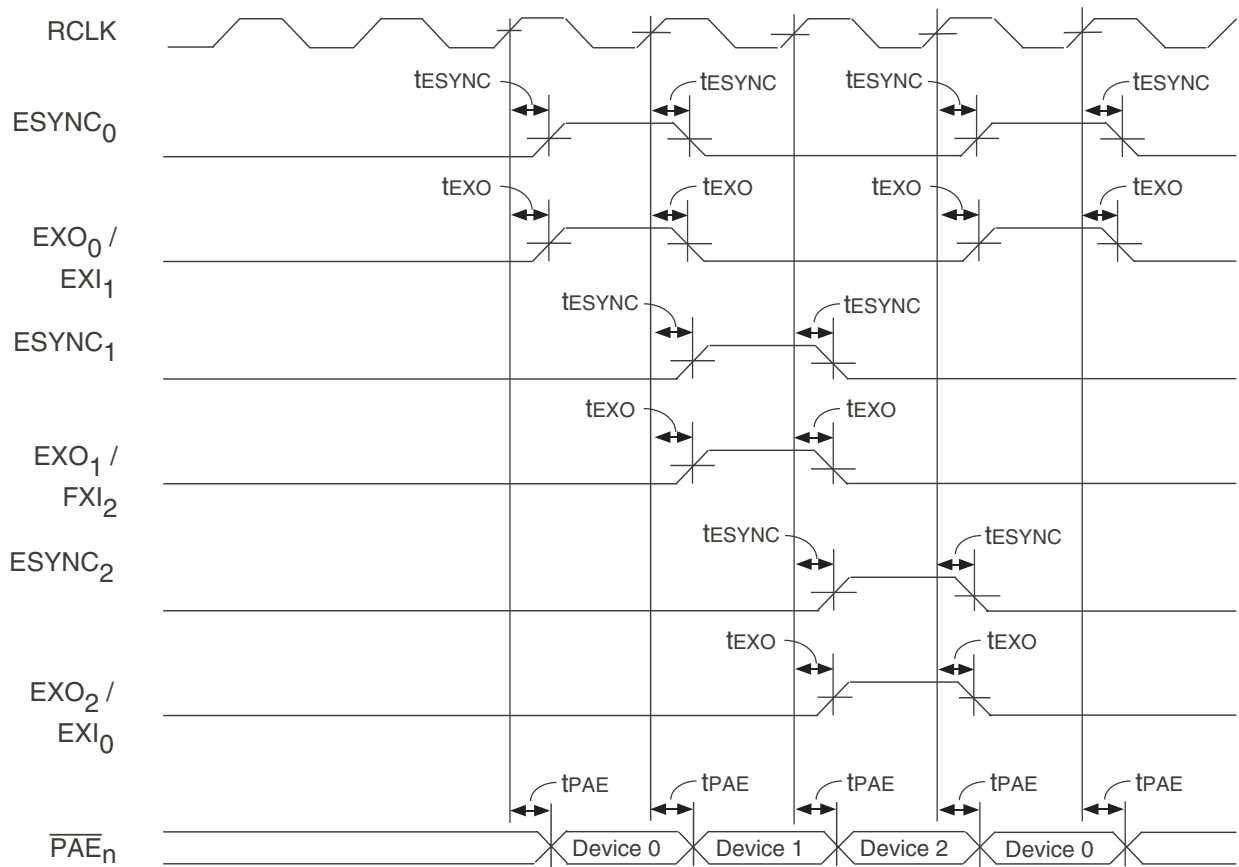 RCLK
tESYNC tESYNC tESYNC tESYNC
ESYNC0
tEXO tEXO tEXO tEXO
EXO0 /
EXI1
tESYNC tESYNC
ESYNC1
tEXO tEXO
EXO1 /
FXI2
tESYNC tESYNC
ESYNC2
tEXO tEXO
EXO2 /
EXI0
tPAE tPAE tPAE tPAE tPAE
P̅A̅E̅n Device 0 Device 1 Device 2 Device 0